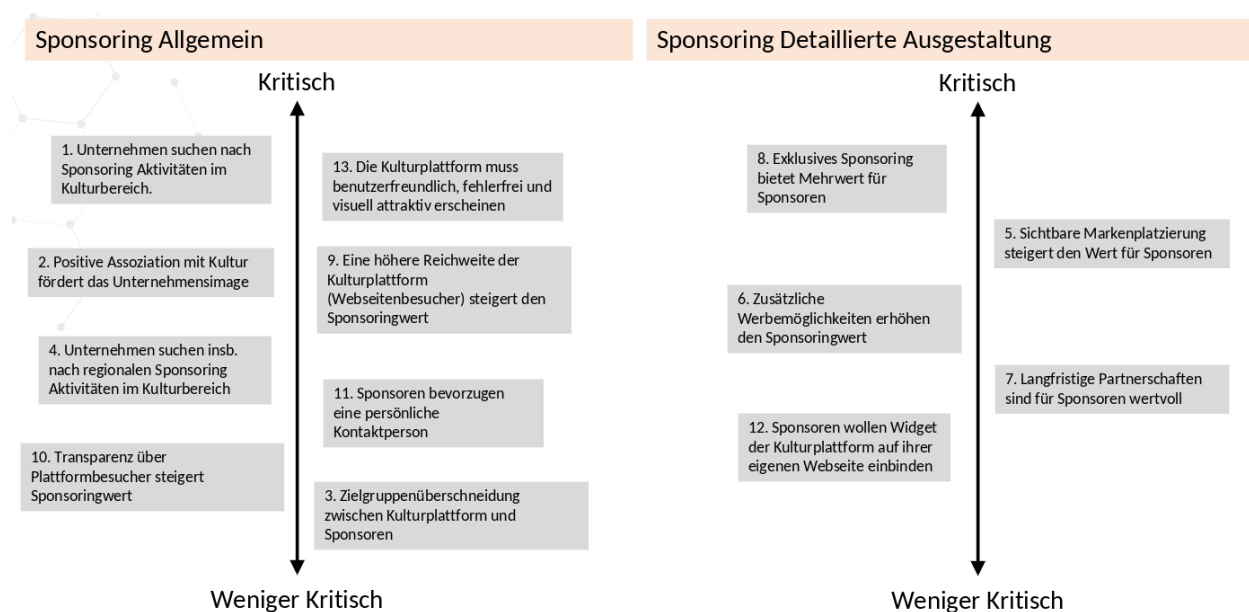 Sponsoring Allgemein
Kritisch
1. Unternehmen suchen nach
Sponsoring Aktivitäten im
Kulturbereich.
13. Die Kulturplattform muss
benutzerfreundlich, fehlerfrei und
visuell attraktiv erscheinen
2. Positive Assoziation mit Kultur
fördert das Unternehmensimage
9. Eine höhere Reichweite der
Kulturplattform
(Webseitenbesucher) steigert den
Sponsoringwert
4. Unternehmen suchen insb.
nach regionalen Sponsoring
Aktivitäten im Kulturbereich
11. Sponsoren bevorzugen
eine persönliche
Kontaktperson
10. Transparenz über
Plattformbesucher steigert
Sponsoringwert
3. Zielgruppenüberschneidung
zwischen Kulturplattform und
Sponsoren
Weniger Kritisch
Sponsoring Detaillierte Ausgestaltung
Kritisch
8. Exklusives Sponsoring
bietet Mehrwert für
Sponsoren
5. Sichtbare Markenplatzierung
steigert den Wert für Sponsoren
6. Zusätzliche
Werbemöglichkeiten erhöhen
den Sponsoringwert
7. Langfristige Partnerschaften
sind für Sponsoren wertvoll
12. Sponsoren wollen Widget
der Kulturplattform auf ihrer
eigenen Webseite einbinden
Weniger Kritisch